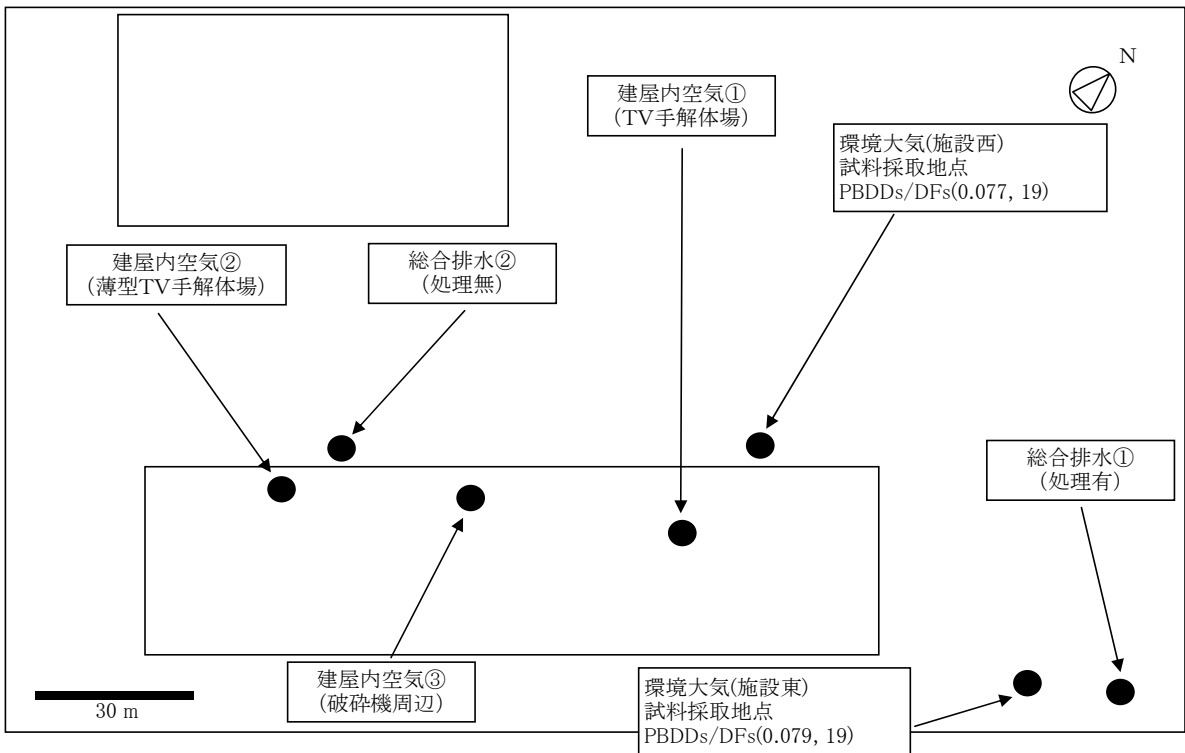 N
建屋内空気①
(TV手解体場)
環境大気(施設西)
試料採取地点
PBDDs/DFs(0.077, 19)
建屋内空気②
(薄型TV手解体場)
総合排水②
(処理無)
総合排水①
(処理有)
建屋内空気③
(破砕機周辺)
環境大気(施設東)
試料採取地点
PBDDs/DFs(0.079, 19)
30 m